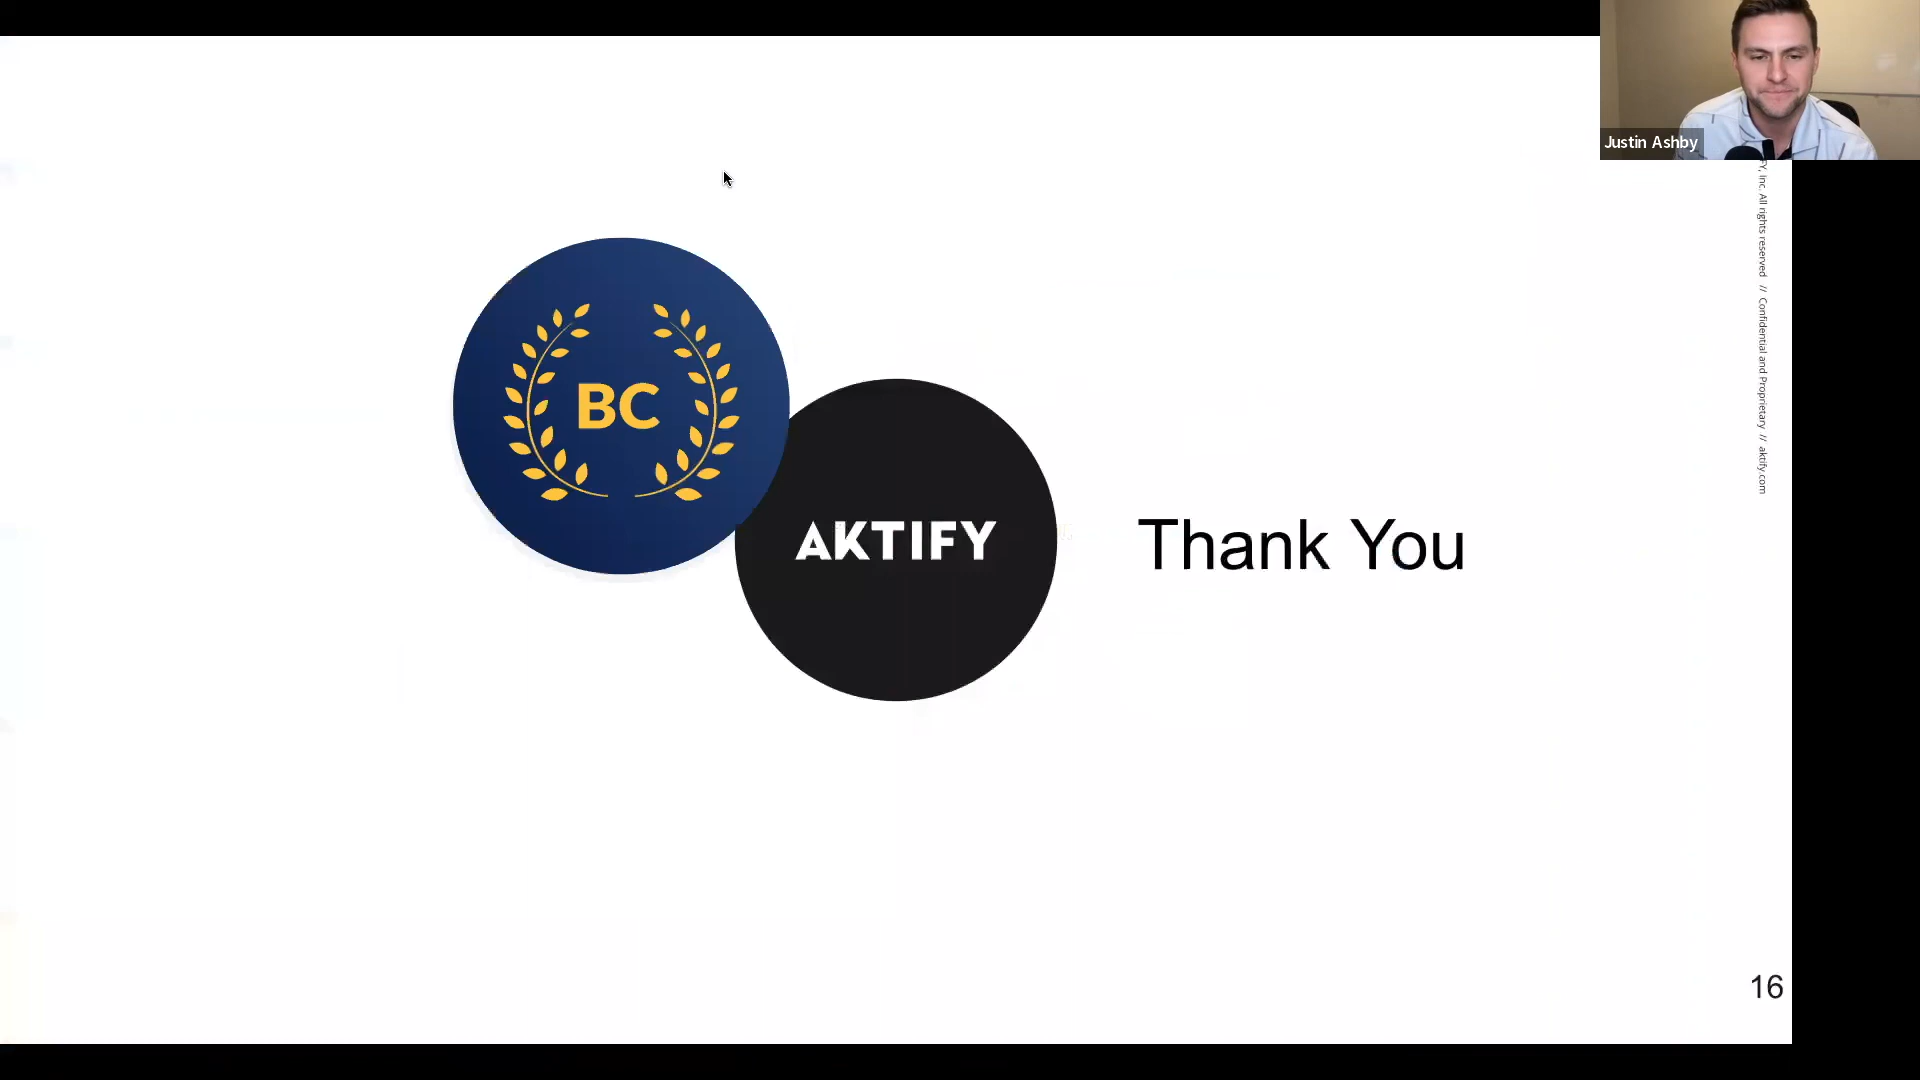 Justin Ashby
Inc. All rights reserved // Confidential and Proprietary // aktify.com
BC
AKTIFY
Thank You
16